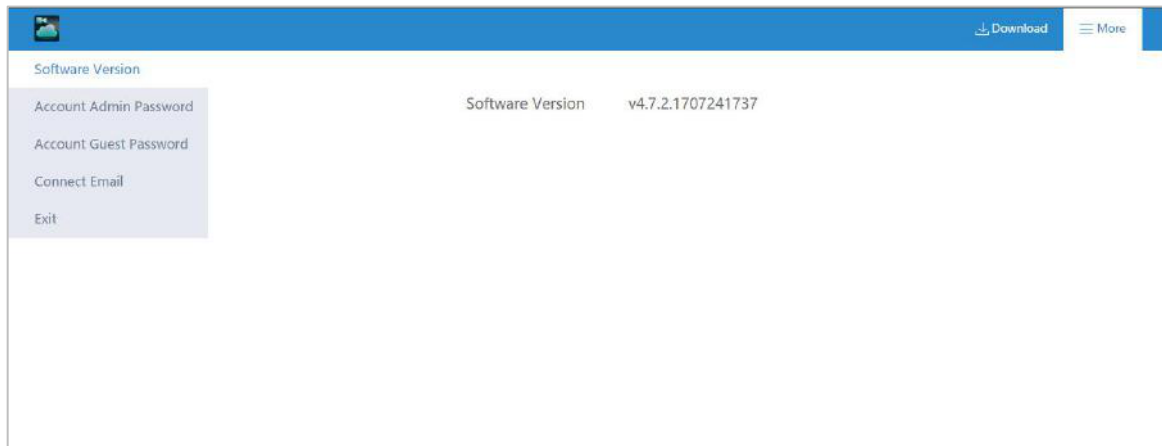 Download More
Software Version
Account Admin Password
Account Guest Password
Connect Email
Exit
Software Version v4.7.2.1707241737